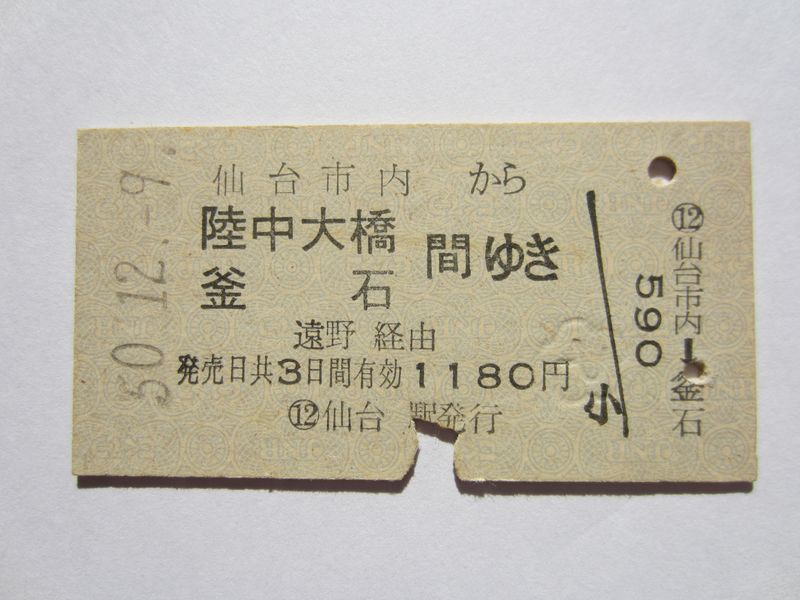 50.12.-9.
仙台市内 から
陸中大橋
釜石 間ゆき
遠野 経由
発売日共3日間有効 1180円
⑫仙台 駅発行
小
590
⑫仙台市内－釜石